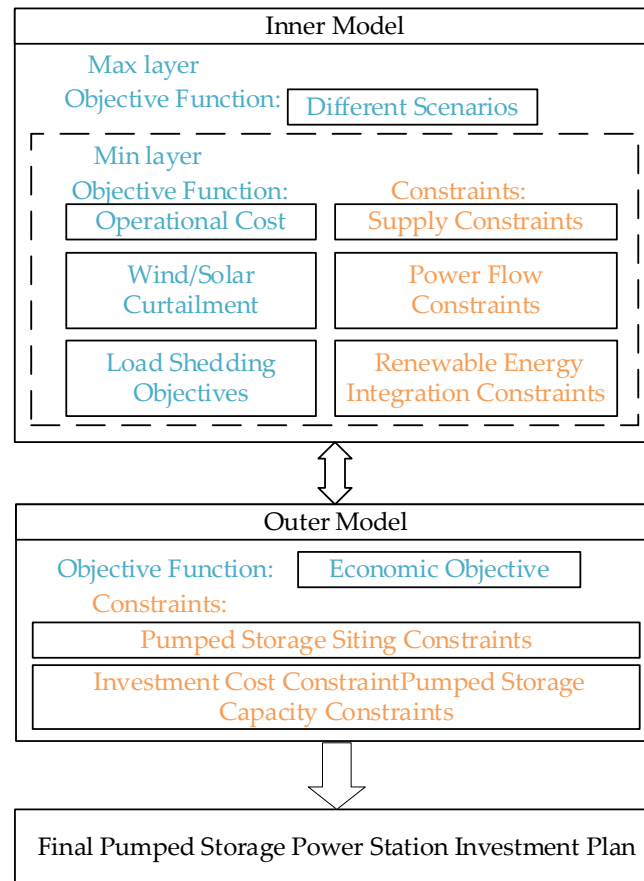 Inner Model
Max layer
Objective Function: Different Scenarios
Min layer
Objective Function: Constraints:
Operational Cost Supply Constraints
Wind/Solar Power Flow
Curtailment Constraints
Load Shedding Renewable Energy
Objectives Integration Constraints
Outer Model
Objective Function: Economic Objective
Constraints:
Pumped Storage Siting Constraints
Investment Cost ConstraintPumped Storage
Capacity Constraints
Final Pumped Storage Power Station Investment Plan